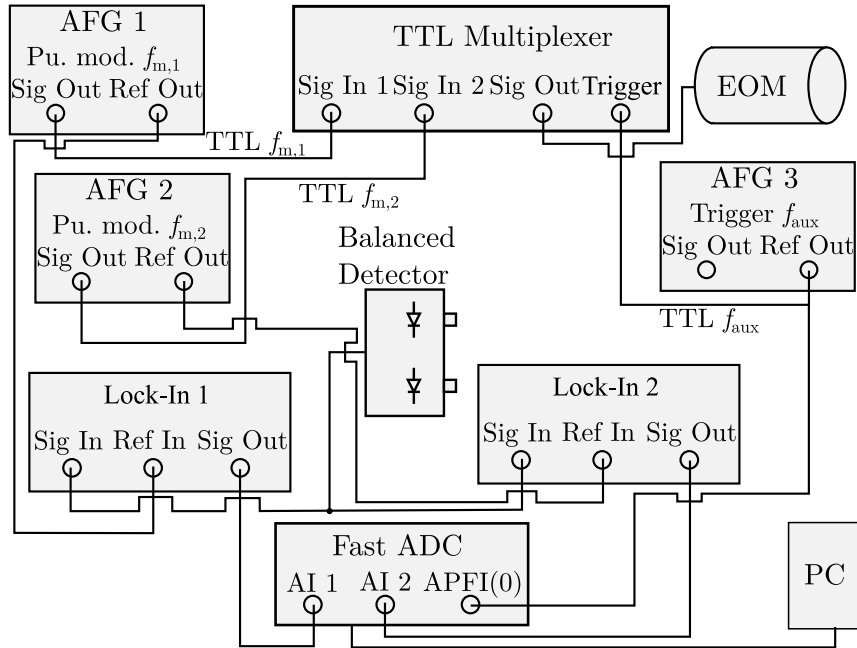 AFG 1
Pu. mod. f_m,1
Sig Out Ref Out
TTL Multiplexer
Sig In 1 Sig In 2 Sig Out Trigger
EOM
TTL f_m,1
AFG 2
Pu. mod. f_m,2
Sig Out Ref Out
TTL f_m,2
AFG 3
Trigger f_aux
Sig Out Ref Out
Balanced
Detector
TTL f_aux
Lock-In 1
Sig In Ref In Sig Out
Lock-In 2
Sig In Ref In Sig Out
Fast ADC
AI 1 AI 2 APFI(0)
PC